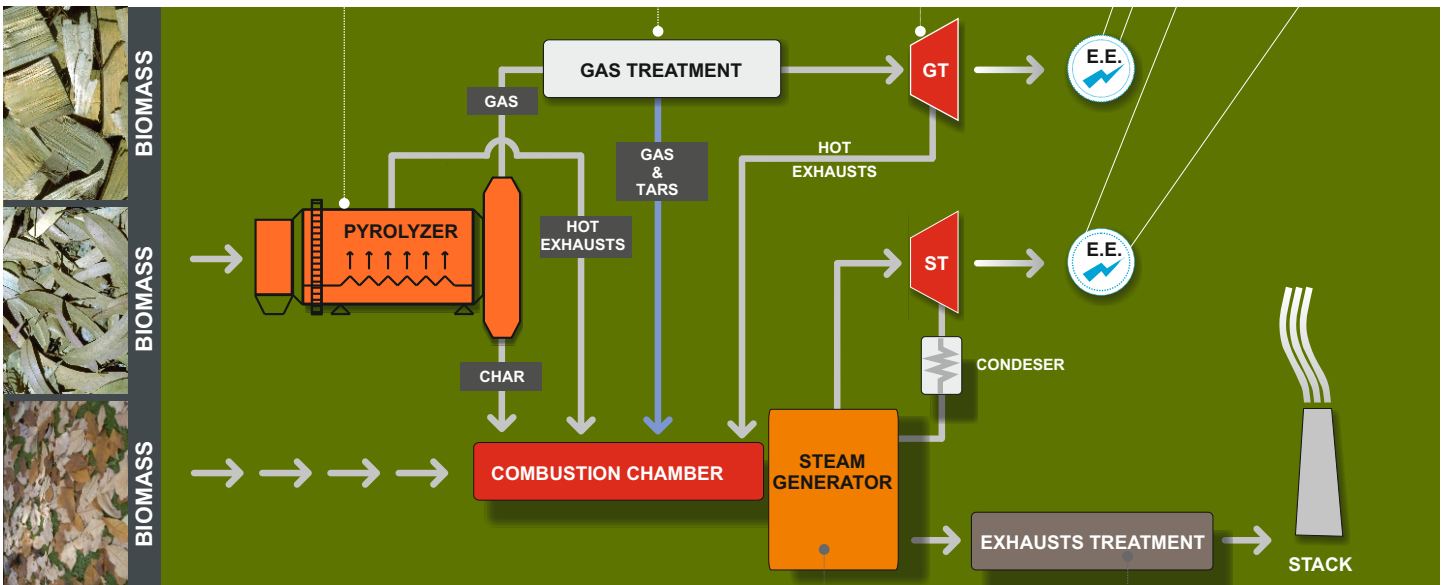 BIOMASS
BIOMASS
BIOMASS
GAS TREATMENT
GT
E.E.
GAS
GAS
&
TARS
HOT
EXHAUSTS
PYROLYZER
HOT
EXHAUSTS
ST
E.E.
CHAR
CONDESER
COMBUSTION CHAMBER
STEAM
GENERATOR
EXHAUSTS TREATMENT
STACK